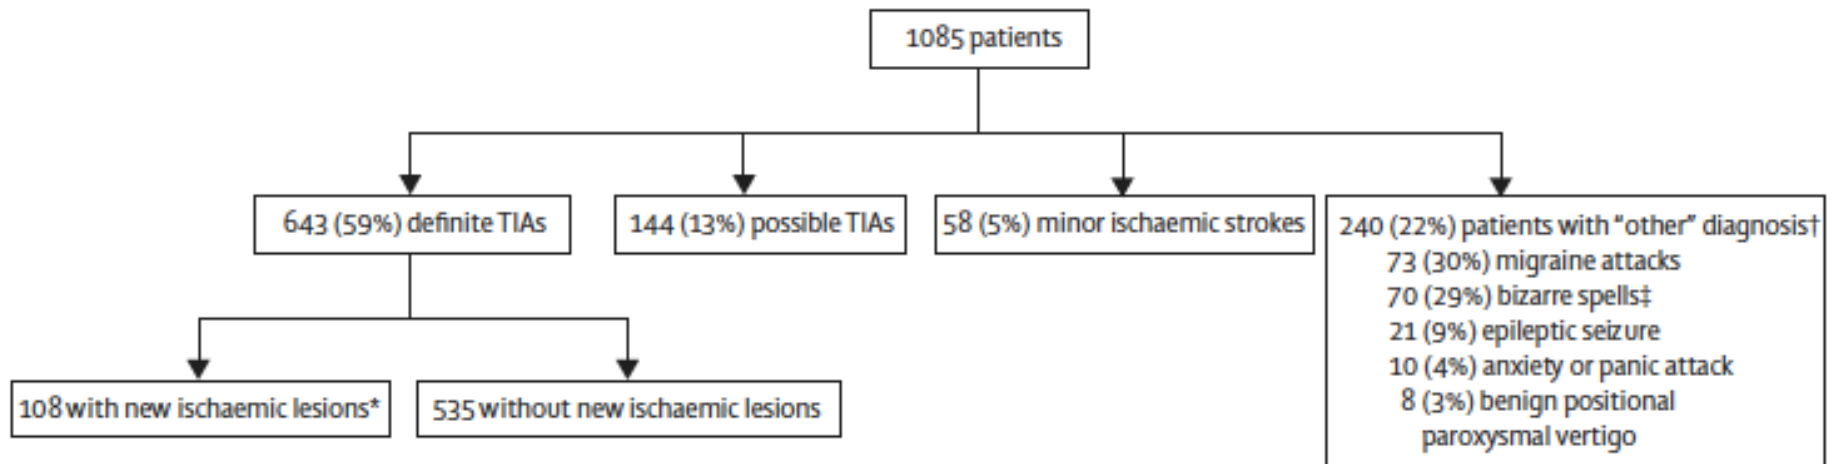 1085 patients
643 (59%) definite TIAs
144 (13%) possible TIAs
58 (5%) minor ischaemic strokes
240 (22%) patients with “other” diagnosis†
73 (30%) migraine attacks
70 (29%) bizarre spells‡
21 (9%) epileptic seizure
10 (4%) anxiety or panic attack
8 (3%) benign positional
paroxysmal vertigo
108 with new ischaemic lesions*
535 without new ischaemic lesions